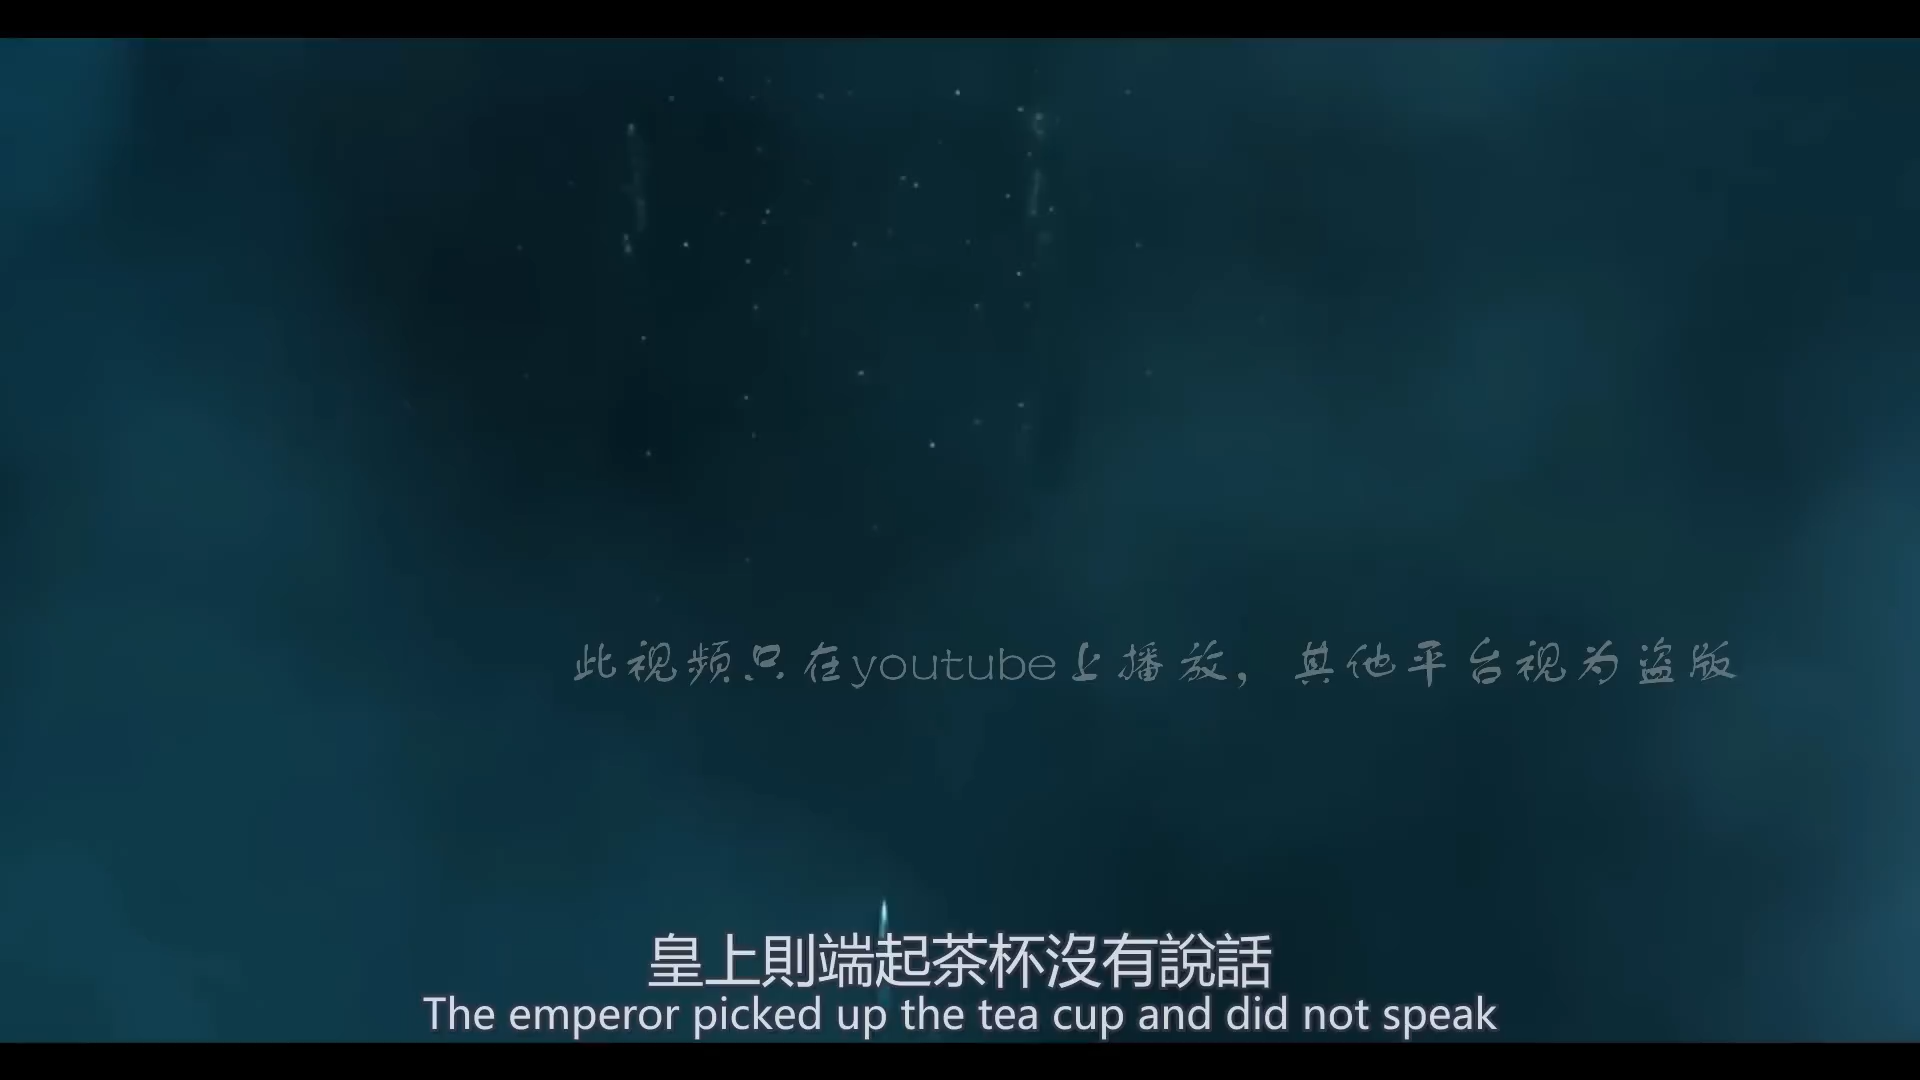 此视频只在youtube上播放，其他平台视为盗版
皇上則端起茶杯沒有說話
The emperor picked up the tea cup and did not speak